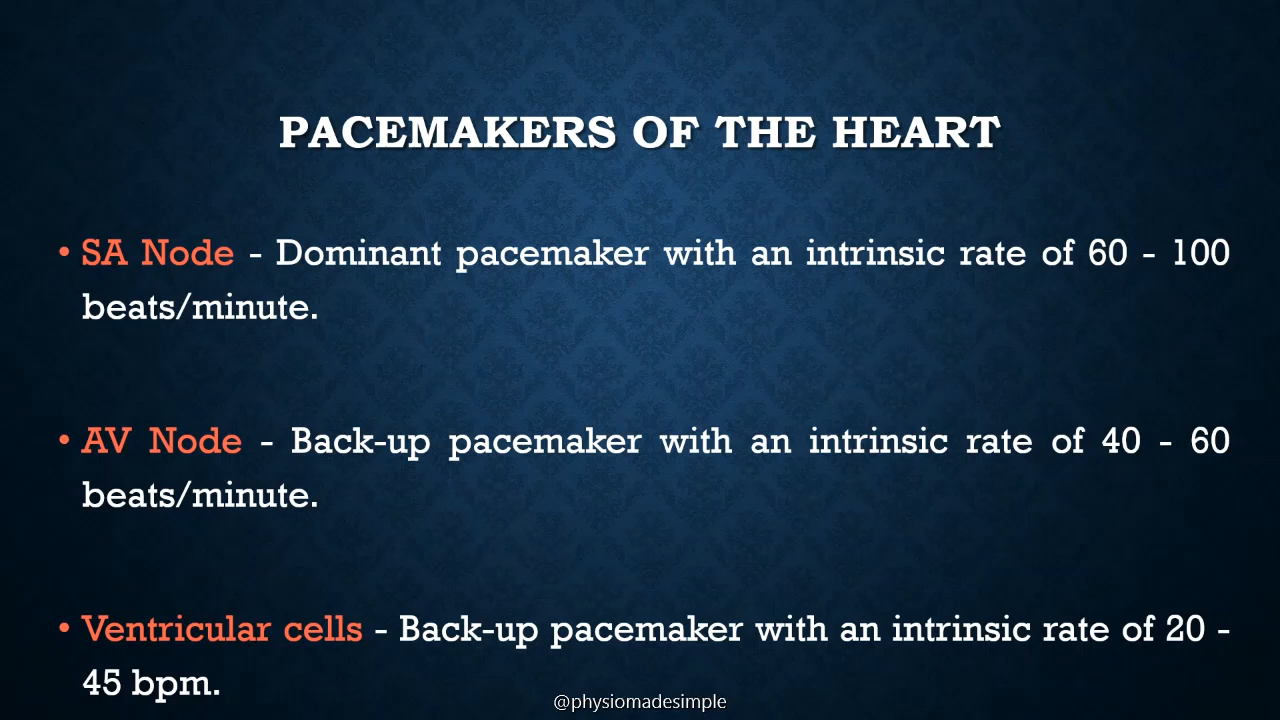 PACEMAKERS OF THE HEART
• SA Node - Dominant pacemaker with an intrinsic rate of 60 - 100
beats/minute.
• AV Node - Back-up pacemaker with an intrinsic rate of 40 - 60
beats/minute.
• Ventricular cells - Back-up pacemaker with an intrinsic rate of 20 -
45 bpm.
@physiomadesimple